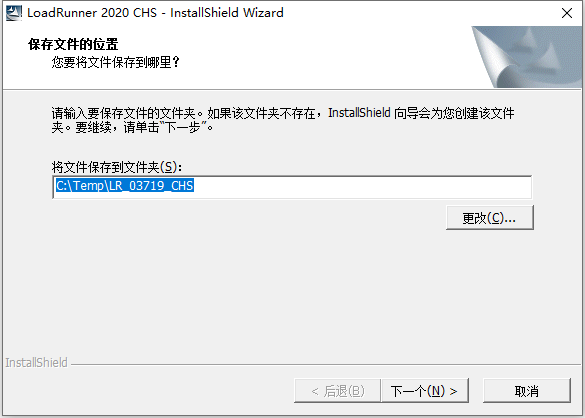 LoadRunner 2020 CHS - InstallShield Wizard
保存文件的位置
您要将文件保存到哪里？
请输入要保存文件的文件夹。如果该文件夹不存在，InstallShield 向导会为您创建该文件
夹。要继续，请单击“下一步”。
将文件保存到文件夹(S)：
C:\Temp\LR_03719_CHS
更改(C)...
InstallShield
< 后退(B)
下一个(N) >
取消